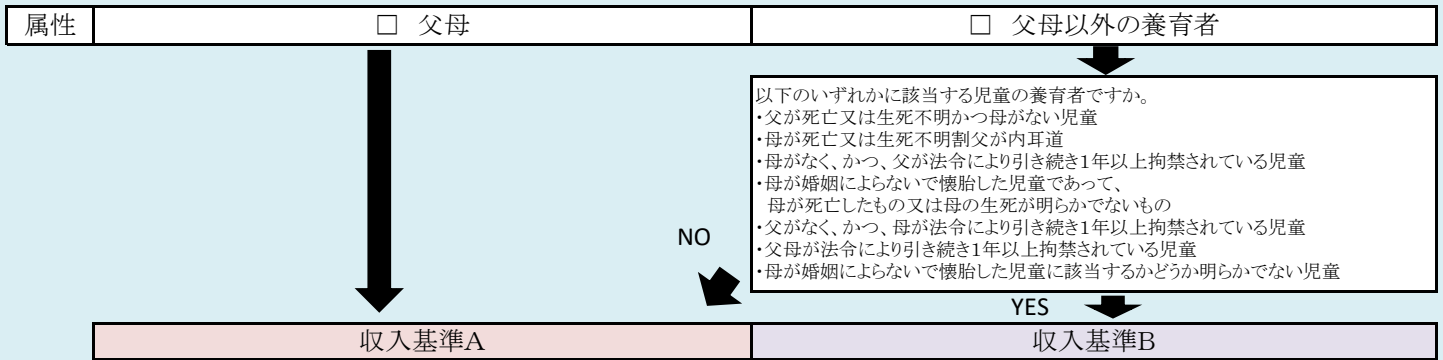 属性
□ 父母
□ 父母以外の養育者
以下のいずれかに該当する児童の養育者ですか。
・父が死亡又は生死不明かつ母がない児童
・母が死亡又は生死不明割父が内耳道
・母がなく、かつ、父が法令により引き続き1年以上拘禁されている児童
・母が婚姻によらないで懐胎した児童であって、
母が死亡したもの又は母の生死が明らかでないもの
・父がなく、かつ、母が法令により引き続き1年以上拘禁されている児童
・父母が法令により引き続き1年以上拘禁されている児童
・母が婚姻によらないで懐胎した児童に該当するかどうか明らかでない児童
NO
YES
収入基準A
収入基準B